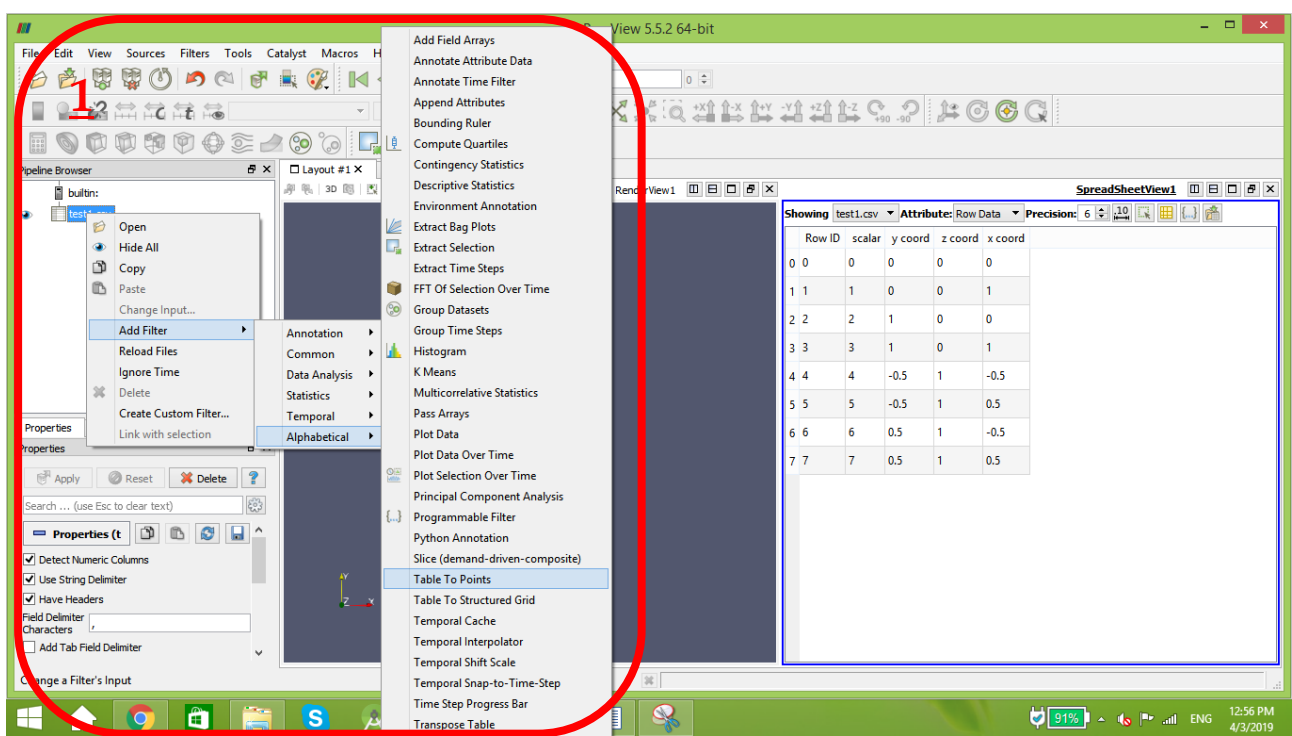 View 5.5.2 64-bit
File Edit View Sources Filters Tools Catalyst Macros H
1
0
+X -X +Y -Y +Z -Z +90 -90
Pipeline Browser
Layout #1
3D
RenderView1
SpreadSheetView1
builtin:
test1.csv
Showing test1.csv Attribute: Row Data Precision: 6
Open
Hide All
Copy
Paste
Change Input...
Add Filter
Reload Files
Ignore Time
Delete
Create Custom Filter...
Link with selection
Annotation
Common
Data Analysis
Statistics
Temporal
Alphabetical
Add Field Arrays
Annotate Attribute Data
Annotate Time Filter
Append Attributes
Bounding Ruler
Compute Quartiles
Contingency Statistics
Descriptive Statistics
Environment Annotation
Extract Bag Plots
Extract Selection
Extract Time Steps
FFT Of Selection Over Time
Group Datasets
Group Time Steps
Histogram
K Means
Multicorrelative Statistics
Pass Arrays
Plot Data
Plot Data Over Time
Plot Selection Over Time
Principal Component Analysis
Programmable Filter
Python Annotation
Slice (demand-driven-composite)
Table To Points
Table To Structured Grid
Temporal Cache
Temporal Interpolator
Temporal Shift Scale
Temporal Snap-to-Time-Step
Time Step Progress Bar
Transpose Table
Row ID scalar y coord z coord x coord
0 0 0 0 0 0
1 1 1 0 0 1
2 2 2 1 0 0
3 3 3 1 0 1
4 4 4 -0.5 1 -0.5
5 5 5 -0.5 1 0.5
6 6 6 0.5 1 -0.5
7 7 7 0.5 1 0.5
Properties
Properties
Apply Reset Delete ?
Search ... (use Esc to clear text)
Properties (t
Detect Numeric Columns
Use String Delimiter
Have Headers
Field Delimiter Characters ,
Add Tab Field Delimiter
Y
Z X
Change a Filter's Input
91% ENG 12:56 PM
4/3/2019